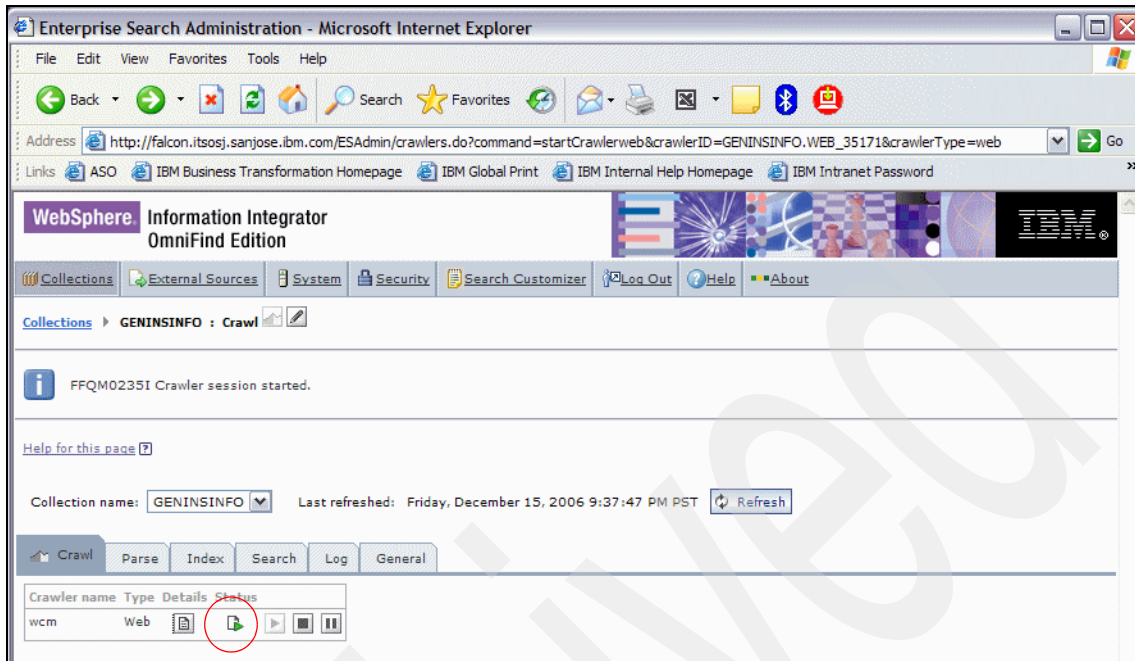 Enterprise Search Administration - Microsoft Internet Explorer
File Edit View Favorites Tools Help
Back Search Favorites
Address http://falcon.itsosj.sanjose.ibm.com/ESAdmin/crawlers.do?command=startCrawlerweb&crawlerID=GENINSINFO.WEB_35171&crawlerType=web Go
Links ASO IBM Business Transformation Homepage IBM Global Print IBM Internal Help Homepage IBM Intranet Password »
WebSphere. Information Integrator
OmniFind Edition
IBM®
Collections External Sources System Security Search Customizer Log Out Help About
Collections GENINSINFO : Crawl
FFQM0235I Crawler session started.
Help for this page ?
Collection name: GENINSINFO Last refreshed: Friday, December 15, 2006 9:37:47 PM PST Refresh
Crawl Parse Index Search Log General
Crawler name Type Details Status
wcm Web